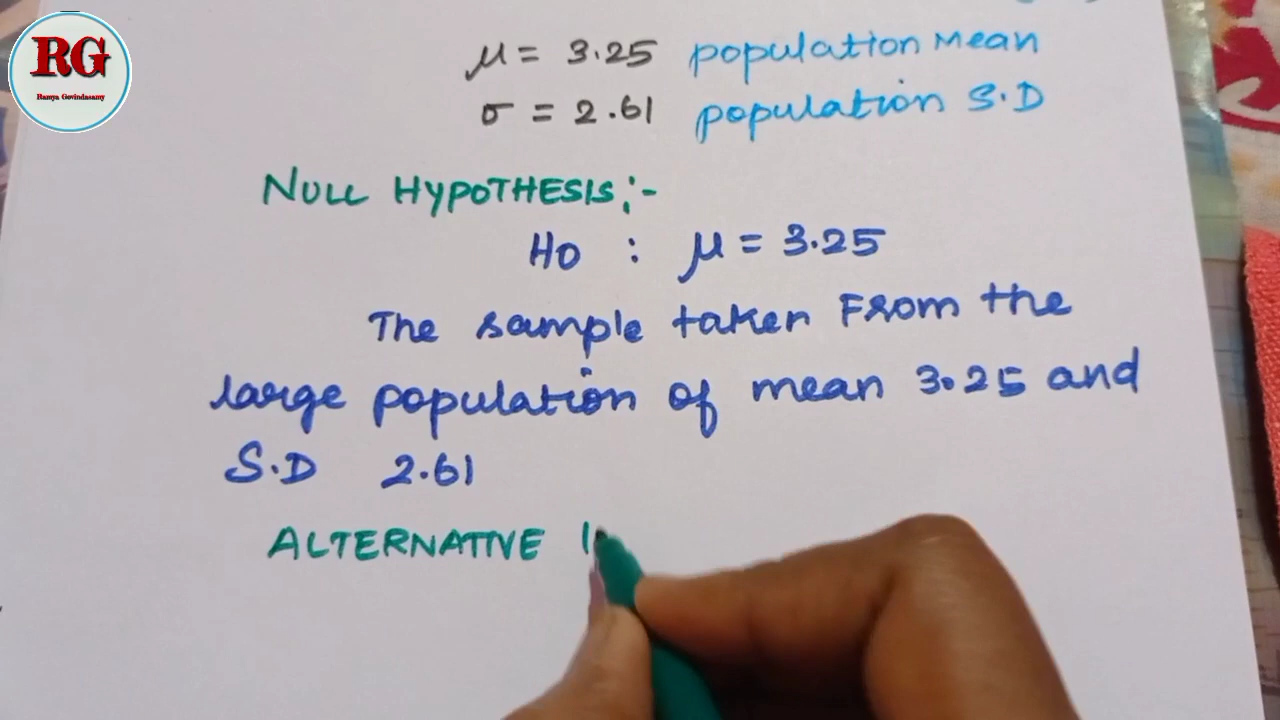 RG
Ramya Govindasamy
μ = 3.25 population Mean
σ = 2.61 population S.D
NULL HYPOTHESIS :-
H0 : μ = 3.25
The sample taken From the
large population of mean 3.25 and
S.D 2.61
ALTERNATIVE